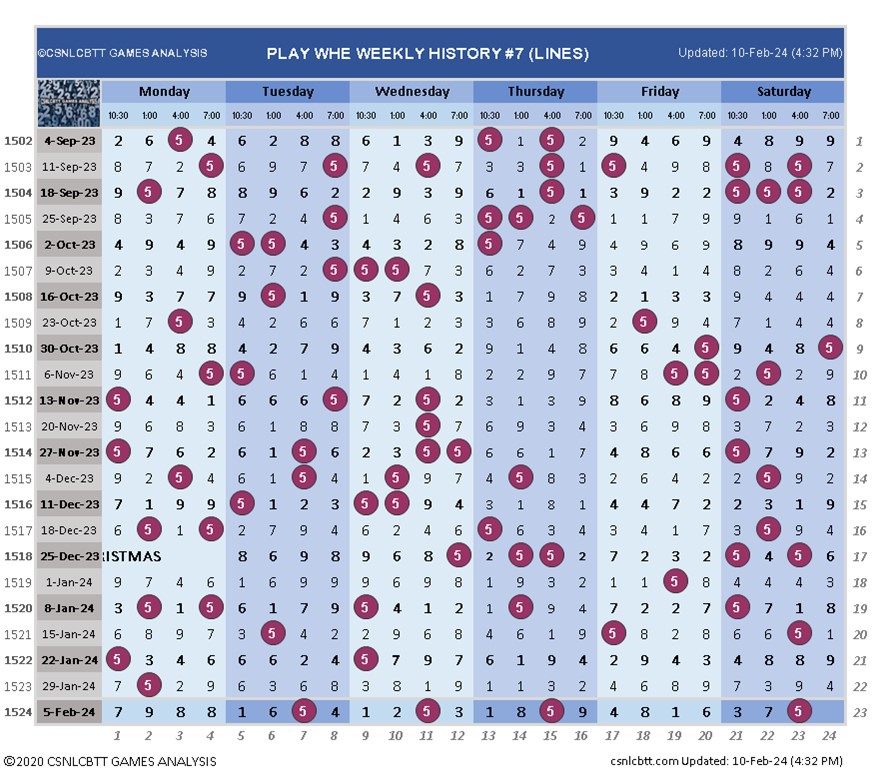 ©CSNLCBTT GAMES ANALYSIS PLAY WHE WEEKLY HISTORY #7 (LINES) Updated: 10-Feb-24 (4:32 PM)
CSNLCBTT GAMES ANALYSIS Monday Tuesday Wednesday Thursday Friday Saturday
10:30 1:00 4:00 7:00 10:30 1:00 4:00 7:00 10:30 1:00 4:00 7:00 10:30 1:00 4:00 7:00 10:30 1:00 4:00 7:00 10:30 1:00 4:00 7:00
1502 4-Sep-23 2 6 5 4 6 2 8 8 6 1 3 9 5 1 5 2 9 4 6 9 4 8 9 9 1
1503 11-Sep-23 8 7 2 5 6 9 7 5 7 4 5 7 3 3 5 1 5 4 9 8 5 8 5 7 2
1504 18-Sep-23 9 5 7 8 8 9 6 2 2 9 3 9 6 1 5 1 3 9 2 2 5 5 5 2 3
1505 25-Sep-23 8 3 7 6 7 2 4 5 1 4 6 3 5 5 2 5 1 1 7 9 9 1 6 1 4
1506 2-Oct-23 4 9 4 9 5 5 4 3 4 3 2 8 5 7 4 9 4 9 6 9 8 9 9 4 5
1507 9-Oct-23 2 3 4 9 2 7 2 5 5 5 7 3 6 2 7 3 3 4 1 4 8 2 6 4 6
1508 16-Oct-23 9 3 7 7 9 5 1 9 3 7 5 3 1 7 9 8 2 1 3 3 9 4 4 4 7
1509 23-Oct-23 1 7 5 3 4 2 6 6 7 1 2 3 3 6 8 9 2 5 9 4 7 1 4 4 8
1510 30-Oct-23 1 4 8 8 4 2 7 9 4 3 6 2 9 1 4 8 6 6 4 5 9 4 8 5 9
1511 6-Nov-23 9 6 4 5 5 6 1 4 1 4 1 8 2 2 9 7 7 8 5 5 2 5 2 9 10
1512 13-Nov-23 5 4 4 1 6 6 6 5 7 2 5 2 3 1 3 9 8 6 8 9 5 2 4 8 11
1513 20-Nov-23 9 6 8 3 6 1 8 8 7 3 5 7 9 4 9 3 3 6 9 8 3 7 2 3 12
1514 27-Nov-23 5 7 6 2 6 1 5 7 2 3 5 5 6 6 1 7 4 8 6 6 5 7 9 2 13
1515 4-Dec-23 9 2 5 4 6 1 5 4 1 5 9 7 4 5 8 3 2 6 4 2 2 5 2 2 14
1516 11-Dec-23 7 1 9 9 5 1 2 3 5 5 9 4 3 1 8 1 4 4 7 2 2 3 1 9 15
1517 18-Dec-23 6 5 1 5 2 7 9 4 6 2 4 6 5 6 3 4 3 4 1 7 3 5 9 4 16
1518 25-Dec-23 RISTMAS 8 6 9 8 9 6 8 5 2 5 5 2 7 2 3 2 5 4 5 6 17
1519 1-Jan-24 9 7 4 6 1 6 9 9 9 6 9 8 1 9 3 2 1 1 5 8 4 4 4 3 18
1520 8-Jan-24 3 5 1 5 6 1 7 9 5 4 1 2 1 5 9 4 7 2 2 7 5 7 1 8 19
1521 15-Jan-24 6 8 9 7 3 5 4 2 2 9 6 8 4 6 1 9 5 8 2 8 6 6 5 1 20
1522 22-Jan-24 5 3 4 6 6 6 2 4 5 7 9 7 6 1 9 4 2 9 4 3 4 8 8 9 21
1523 29-Jan-24 7 5 2 9 6 3 6 8 3 8 1 9 1 1 3 2 4 6 8 9 7 3 9 4 22
1524 5-Feb-24 7 9 8 8 1 6 5 4 1 2 5 3 1 8 5 9 4 8 1 6 3 7 5 23
1 2 3 4 5 6 7 8 9 10 11 12 13 14 15 16 17 18 19 20 21 22 23 24
©2020 CSNLCBTT GAMES ANALYSIS csnlcbtt.com Updated: 10-Feb-24 (4:32 PM)